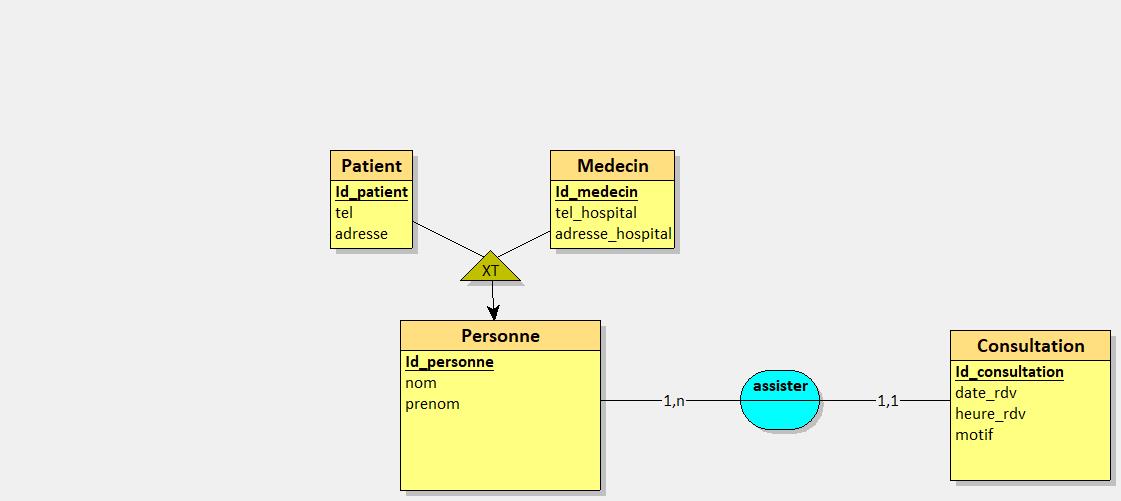 Patient
Id_patient
tel
adresse
Medecin
Id_medecin
tel_hospital
adresse_hospital
XT
Personne
Id_personne
nom
prenom
1,n
assister
1,1
Consultation
Id_consultation
date_rdv
heure_rdv
motif